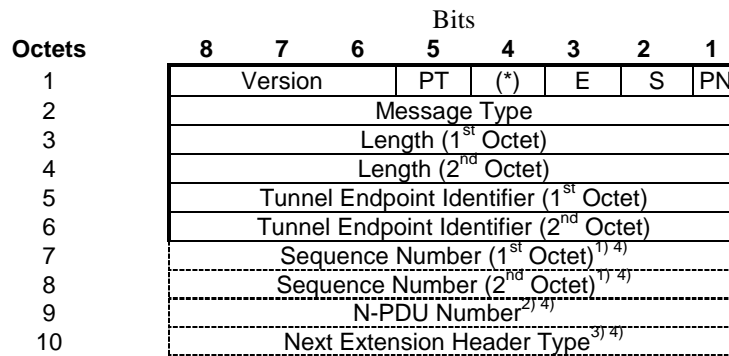 Bits
Octets 8 7 6 5 4 3 2 1
1 Version PT (*) E S PN
2 Message Type
3 Length (1st Octet)
4 Length (2nd Octet)
5 Tunnel Endpoint Identifier (1st Octet)
6 Tunnel Endpoint Identifier (2nd Octet)
7 Sequence Number (1st Octet)1) 4)
8 Sequence Number (2nd Octet)1) 4)
9 N-PDU Number2) 4)
10 Next Extension Header Type3) 4)